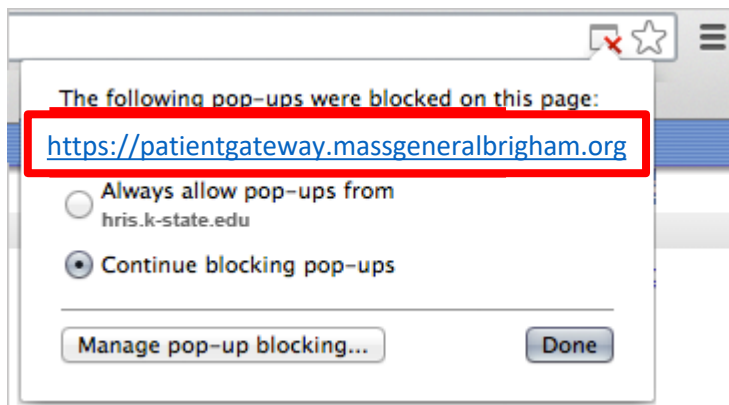 The following pop-ups were blocked on this page:
https://patientgateway.massgeneralbrigham.org
Always allow pop-ups from
hris.k-state.edu
Continue blocking pop-ups
Manage pop-up blocking...
Done